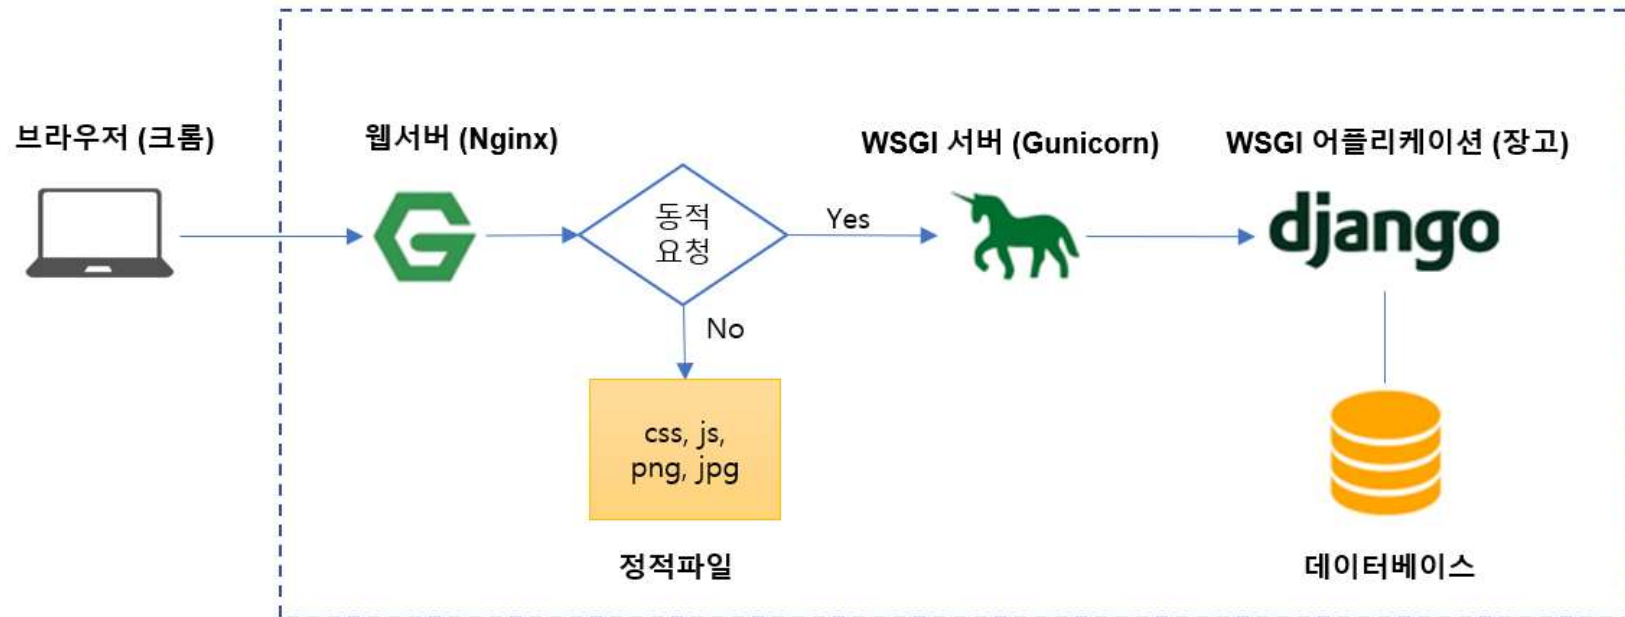 브라우저 (크롬)
웹서버 (Nginx)
WSGI 서버 (Gunicorn)
WSGI 어플리케이션 (장고)
동적
요청
Yes
django
No
css, js,
png, jpg
정적파일
데이터베이스